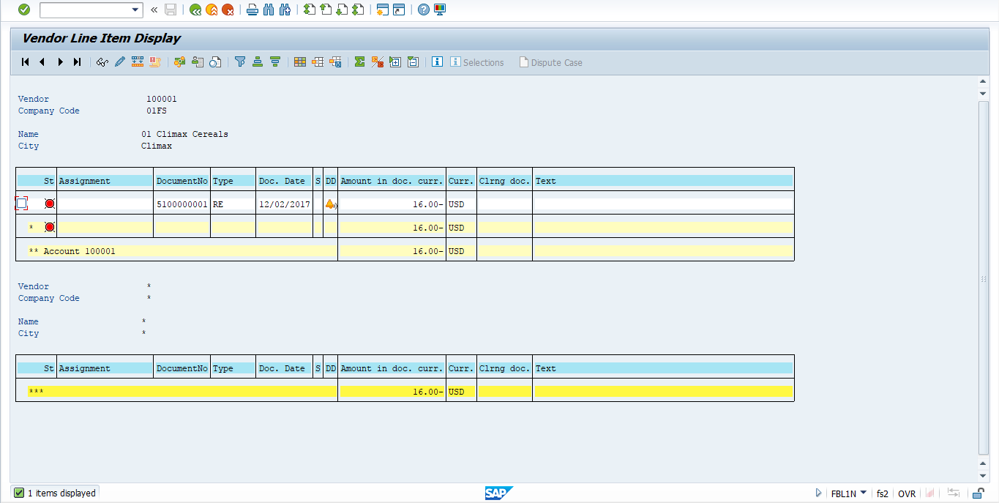 Vendor Line Item Display
Selections Dispute Case
Vendor 100001
Company Code 01FS
Name 01 Climax Cereals
City Climax
St Assignment DocumentNo Type Doc. Date S DD Amount in doc. curr. Curr. Clrng doc. Text
5100000001 RE 12/02/2017 16.00- USD
* 16.00- USD
** Account 100001 16.00- USD
Vendor *
Company Code *
Name *
City *
St Assignment DocumentNo Type Doc. Date S DD Amount in doc. curr. Curr. Clrng doc. Text
*** 16.00- USD
1 items displayed SAP FBL1N fs2 OVR